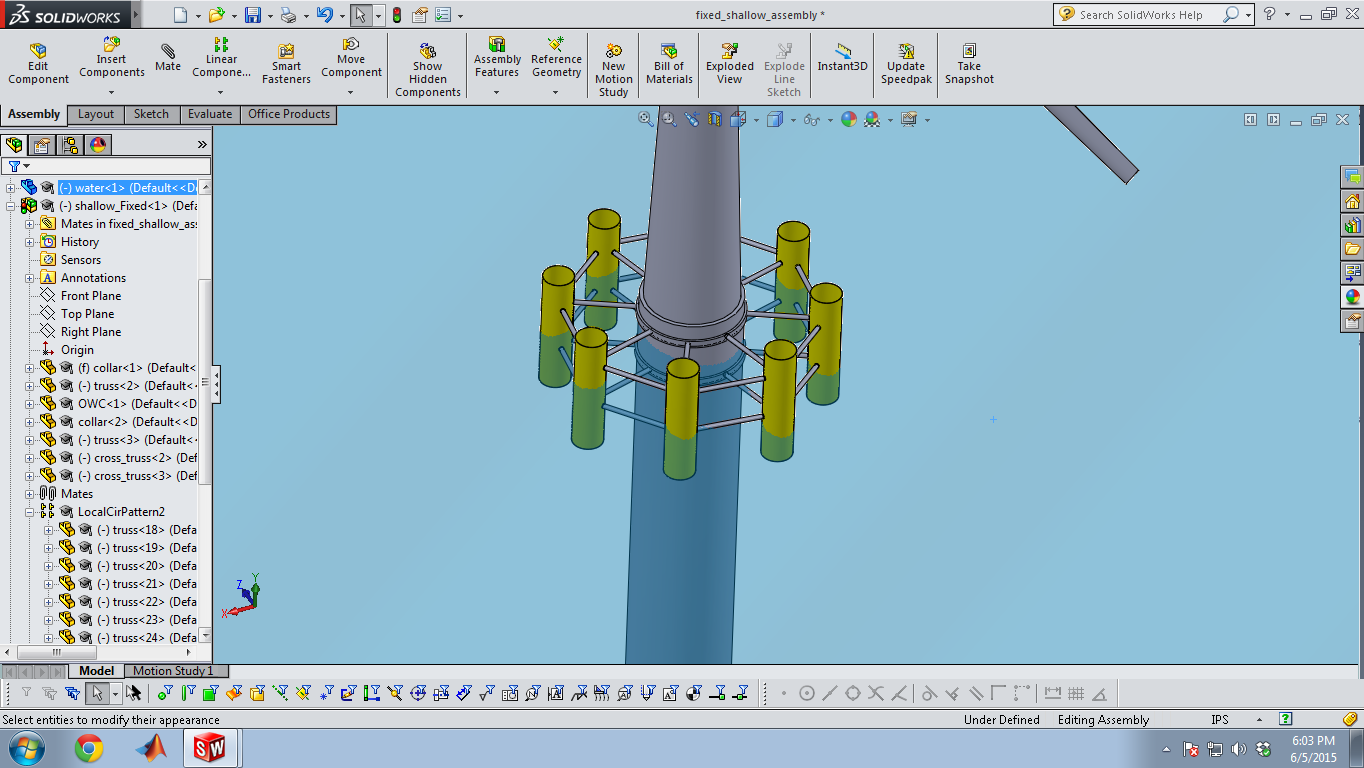 SOLIDWORKS
fixed_shallow_assembly *
Search SolidWorks Help
Edit
Component
Insert
Components
Mate
Linear
Compone...
Smart
Fasteners
Move
Component
Show
Hidden
Components
Assembly
Features
Reference
Geometry
New
Motion
Study
Bill of
Materials
Exploded
View
Explode
Line
Sketch
Instant3D
Update
Speedpak
Take
Snapshot
Assembly
Layout
Sketch
Evaluate
Office Products
(-) water<1> (Default<<D
(-) shallow_Fixed<1> (Defa
Mates in fixed_shallow_as
History
Sensors
Annotations
Front Plane
Top Plane
Right Plane
Origin
(f) collar<1> (Default<
(-) truss<2> (Default<
OWC<1> (Default<<D
collar<2> (Default<<D
(-) truss<3> (Default<
(-) cross_truss<2> (Def
(-) cross_truss<3> (Def
Mates
LocalCirPattern2
(-) truss<18> (Defa
(-) truss<19> (Defa
(-) truss<20> (Defa
(-) truss<21> (Defa
(-) truss<22> (Defa
(-) truss<23> (Defa
(-) truss<24> (Defa
Y
Z
X
Model
Motion Study 1
Select entities to modify their appearance
Under Defined
Editing Assembly
IPS
SW
6:03 PM
6/5/2015